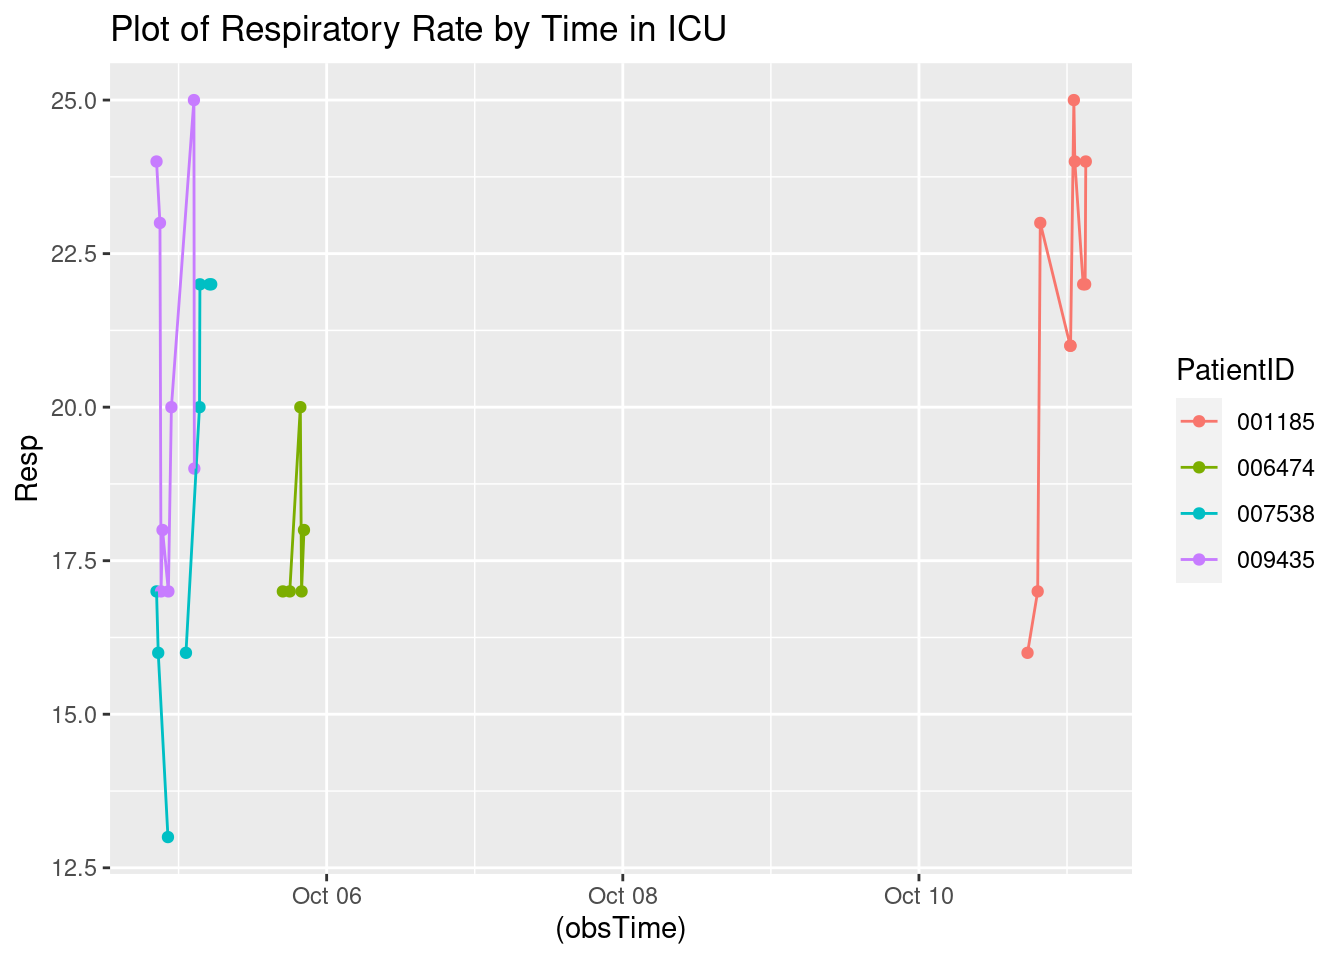 Plot of Respiratory Rate by Time in ICU
25.0
22.5
20.0
17.5
15.0
12.5
Resp
Oct 06
Oct 08
Oct 10
(obsTime)
PatientID
001185
006474
007538
009435